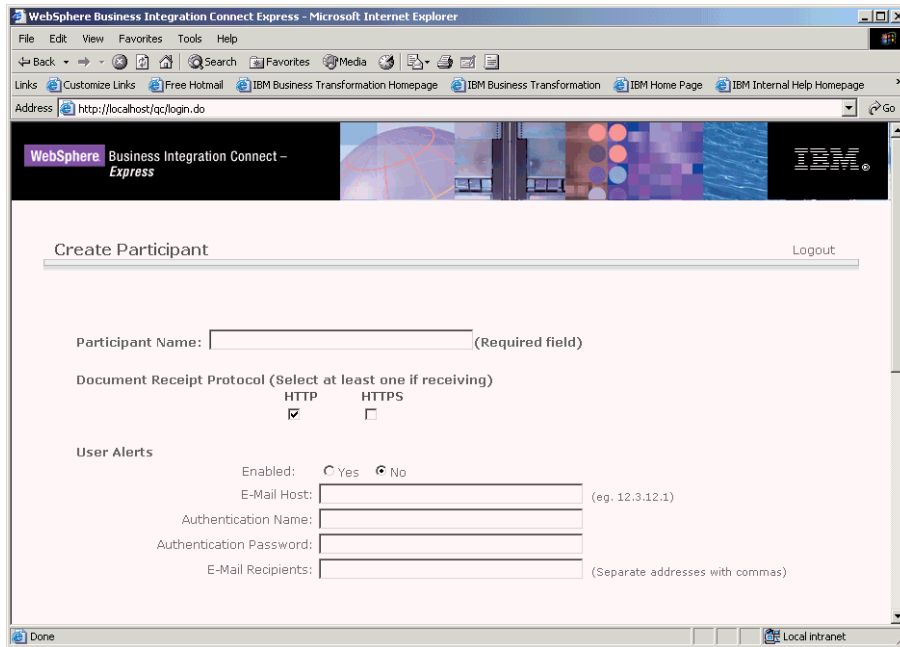 WebSphere Business Integration Connect Express - Microsoft Internet Explorer
File Edit View Favorites Tools Help
Back Search Favorites Media
Links Customize Links Free Hotmail IBM Business Transformation Homepage IBM Business Transformation IBM Home Page IBM Internal Help Homepage »
Address http://localhost/qc/login.do Go
WebSphere Business Integration Connect –
Express
IBM®
Create Participant Logout
Participant Name: (Required field)
Document Receipt Protocol (Select at least one if receiving)
HTTP HTTPS
User Alerts
Enabled: Yes No
E-Mail Host: (eg. 12.3.12.1)
Authentication Name:
Authentication Password:
E-Mail Recipients: (Separate addresses with commas)
Done Local intranet